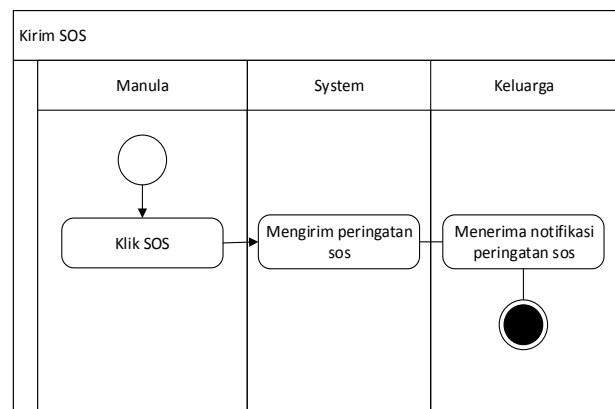 Kirim SOS
Manula
System
Keluarga
Klik SOS
Mengirim peringatan
sos
Menerima notifikasi
peringatan sos